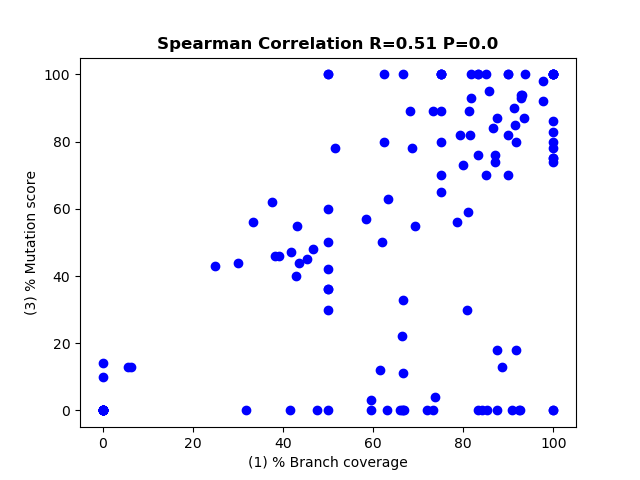 Spearman Correlation R=0.51 P=0.0
100
80
60
40
20
0
(3) % Mutation score
0 20 40 60 80 100
(1) % Branch coverage